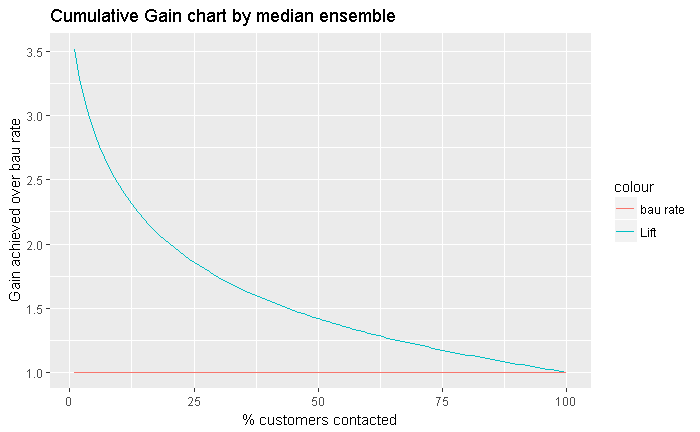 Cumulative Gain chart by median ensemble
Gain achieved over bau rate
3.5
3.0
2.5
2.0
1.5
1.0
0
25
50
75
100
% customers contacted
colour
bau rate
Lift